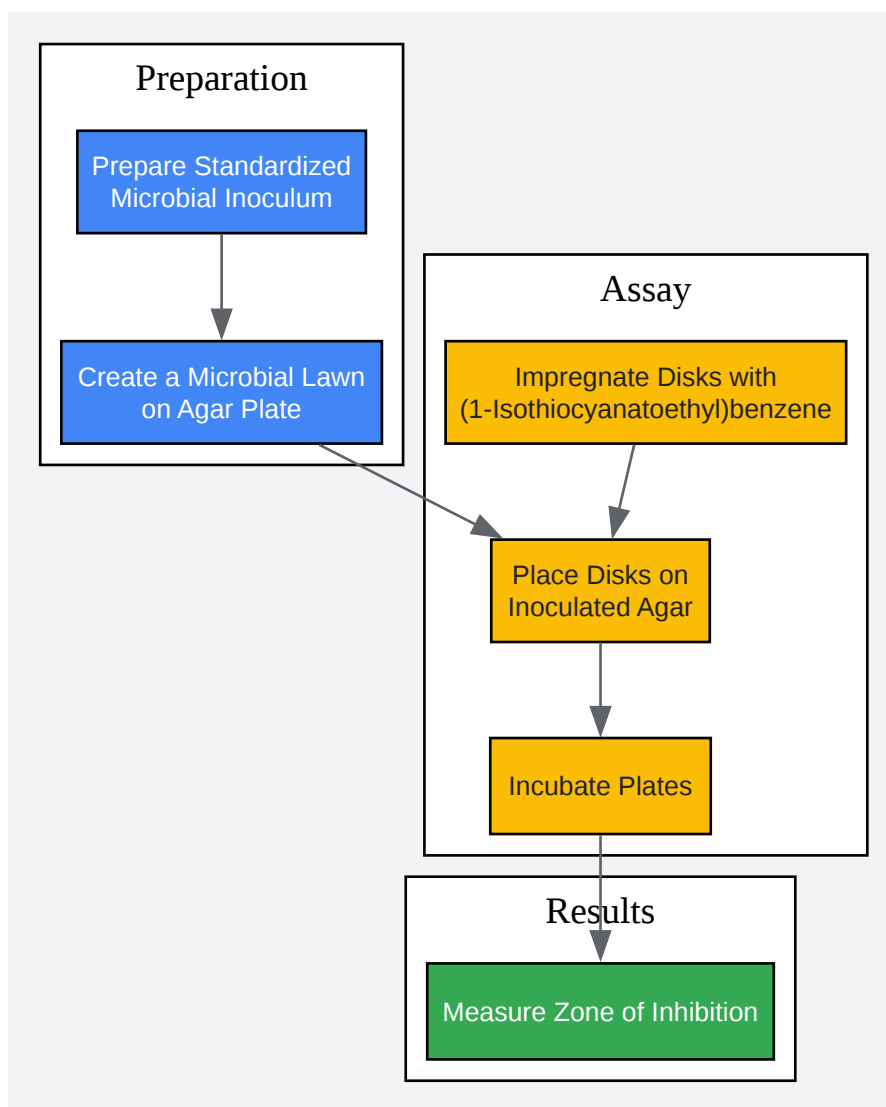 Preparation
Prepare Standardized
Microbial Inoculum
Create a Microbial Lawn
on Agar Plate
Assay
Impregnate Disks with
(1-Isothiocyanatoethyl)benzene
Place Disks on
Inoculated Agar
Incubate Plates
Results
Measure Zone of Inhibition